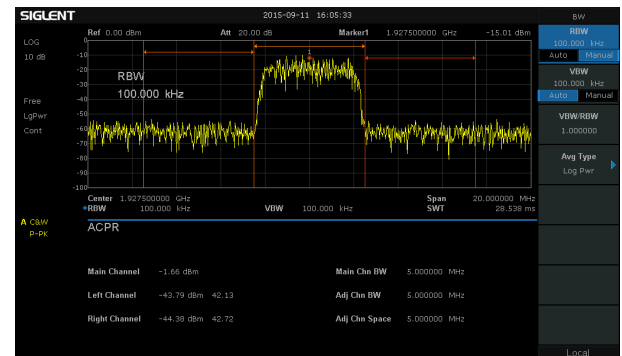 SIGLENT 2015-09-11 16:05:33 BW
Ref 0.00 dBm Att 20.00 dB Marker1 1.927500000 GHz -15.01 dBm
LOG
10 dB
Free
LgPwr
Cont
0
-10
-20
-30
-40
-50
-60
-70
-80
-90
-100
1
RBW
100.000 kHz
Center 1.927500000 GHz Span 20.000000 MHz
*RBW 100.000 kHz VBW 100.000 kHz SWT 28.538 ms
A C&W
P-PK
ACPR
Main Channel -1.66 dBm Main Chn BW 5.000000 MHz
Left Channel -43.79 dBm 42.13 Adj Chn BW 5.000000 MHz
Right Channel -44.38 dBm 42.72 Adj Chn Space 5.000000 MHz
RBW
100.000 kHz
Auto Manual
VBW
100.000 kHz
Auto Manual
VBW/RBW
1.000000
Avg Type
Log Pwr
Local